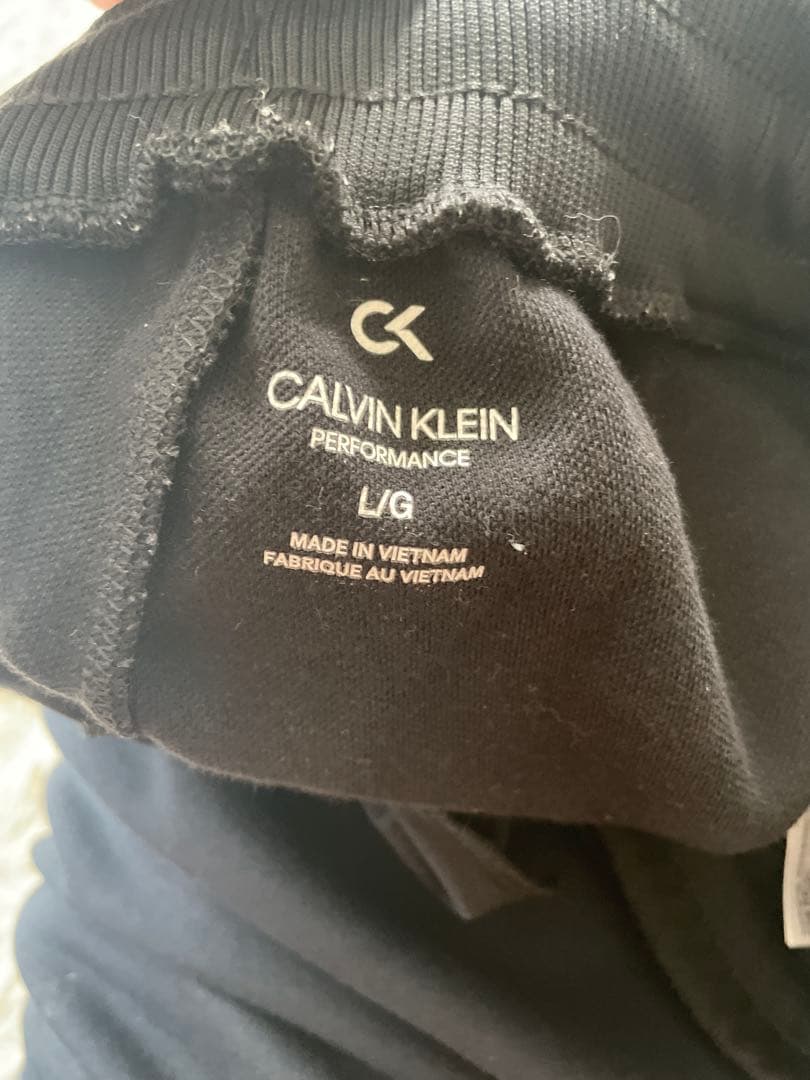 CK
CALVIN KLEIN
PERFORMANCE
L/G
MADE IN VIETNAM
FABRIQUE AU VIETNAM